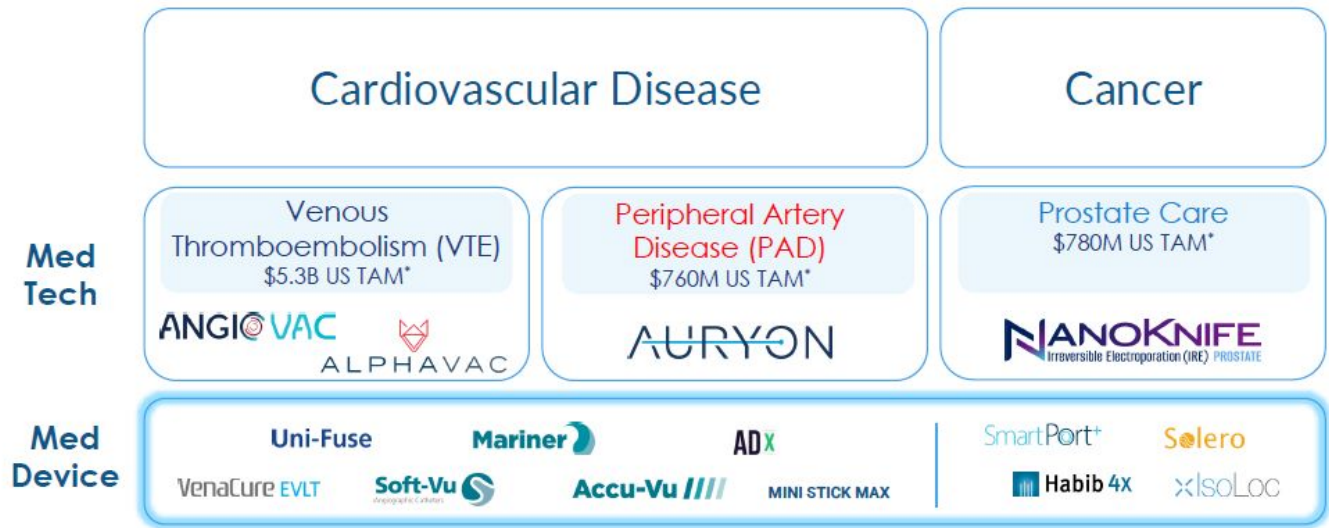 Cardiovascular Disease
Cancer
Med
Tech
Venous
Thromboembolism (VTE)
$5.3B US TAM*
ANGIOVAC
ALPHAVAC
Peripheral Artery
Disease (PAD)
$760M US TAM*
AURYON
Prostate Care
$780M US TAM*
NANOKNIFE
Irreversible Electroporation (IRE) PROSTATE
Med
Device
Uni-Fuse
Mariner
ADX
SmartPort+
Solero
VenaCure EVLT
Soft-Vu
Angiographic Catheters
Accu-Vu
MINI STICK MAX
Habib 4X
IsoLoc